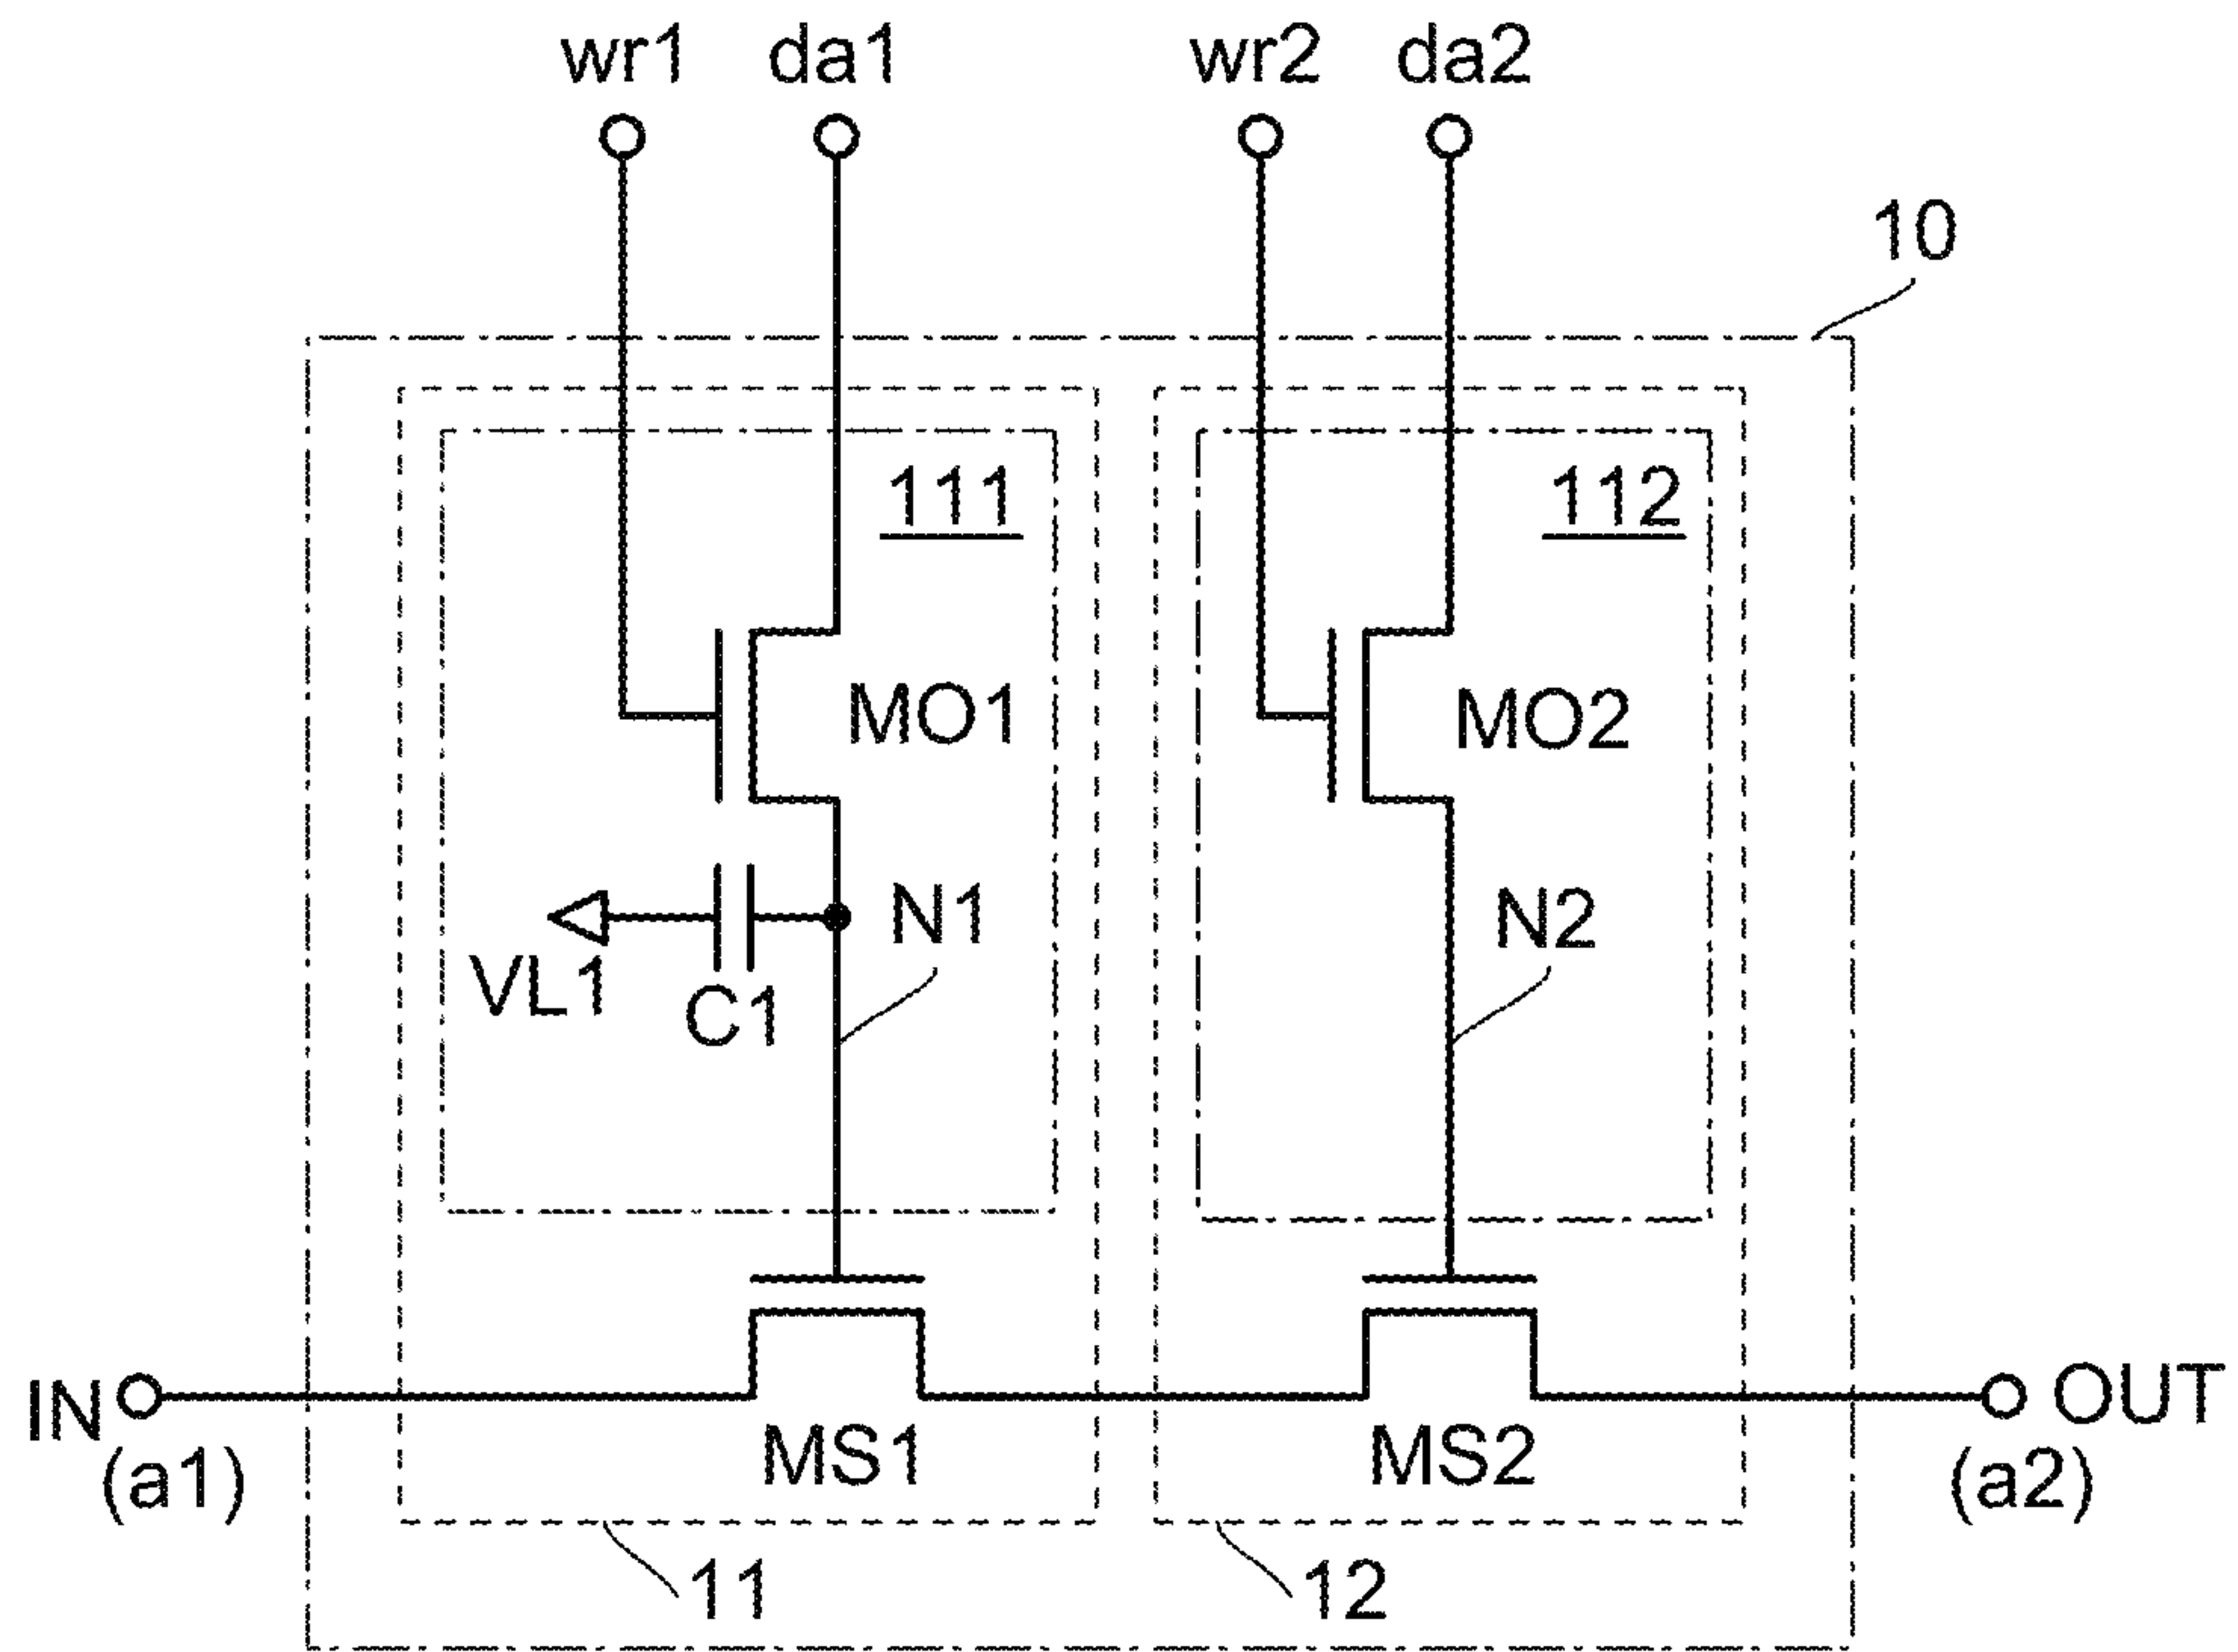 wr1 da1 wr2 da2
10
111 112
MO1 MO2
N1 N2
VL1 C1
IN OUT
(a1) MS1 MS2 (a2)
11 12